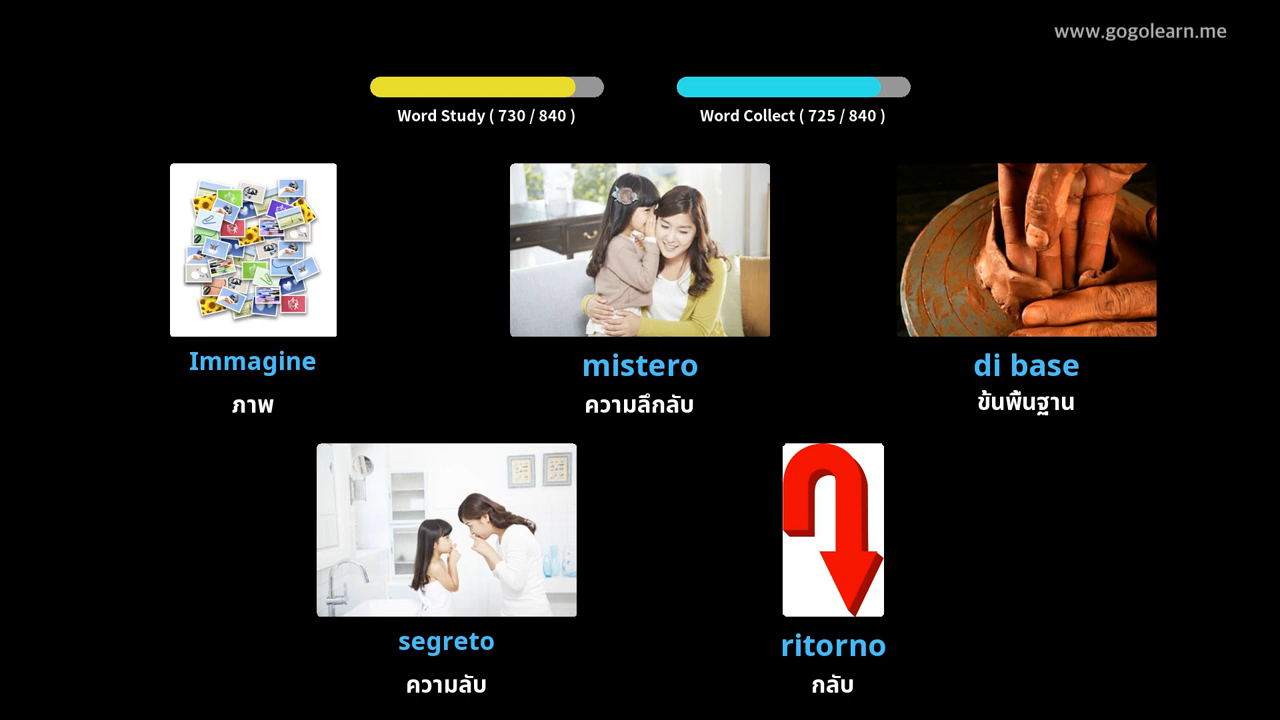 www.gogolearn.me
Word Study ( 730 / 840 )
Word Collect ( 725 / 840 )
Immagine
ภาพ
mistero
ความลึกลับ
di base
ขั้นพื้นฐาน
segreto
ความลับ
ritorno
กลับ